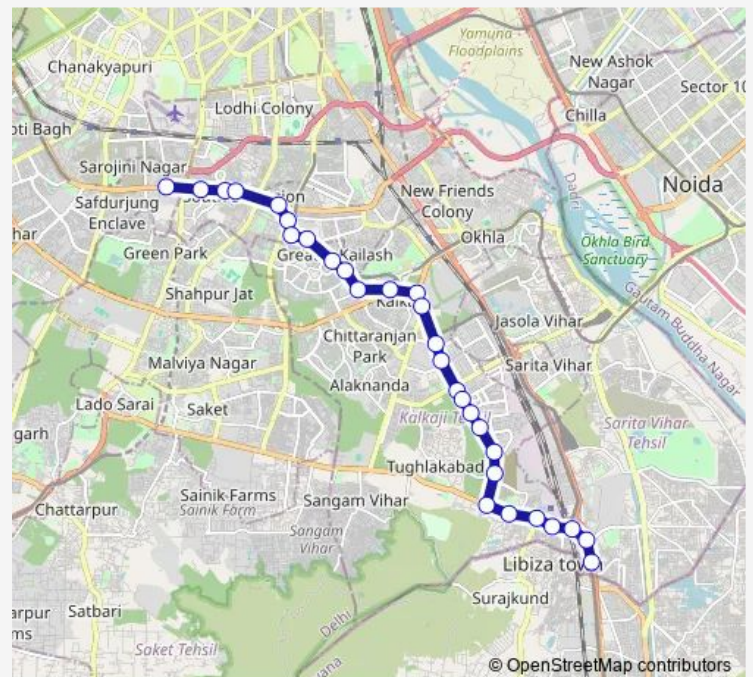 Yamuna
Floodplains
New Ashok
Nagar
Chanakyapuri
Sector 10
Lodhi Colony
Chilla
oti Bagh
Sarojini Nagar
Noida
Dadri
Safdurjung
Enclave
New Friends
Colony
Okhla
Okhla Bird
Sanctuary
har
Green Park
Kailash
Gautam Buddha Nagar
Shahpur Jat
Jasola Vihar
Chittaranjan
Park
Malviya Nagar
Sarita Vihar
Alaknanda
Lado Sarai
Saket
Kalkaji Tehsil
Sarita Vihar
Tehsil
garh
Tughlakabad
Sainik Farms
Sainik Farm
Sangam Vihar
Chattarpur
Sangam
Vihar
Libiza to
Surajkund
arpur
ms
Satbari
Delhi
Saket Tehsil
yana
© OpenStreetMap contributors